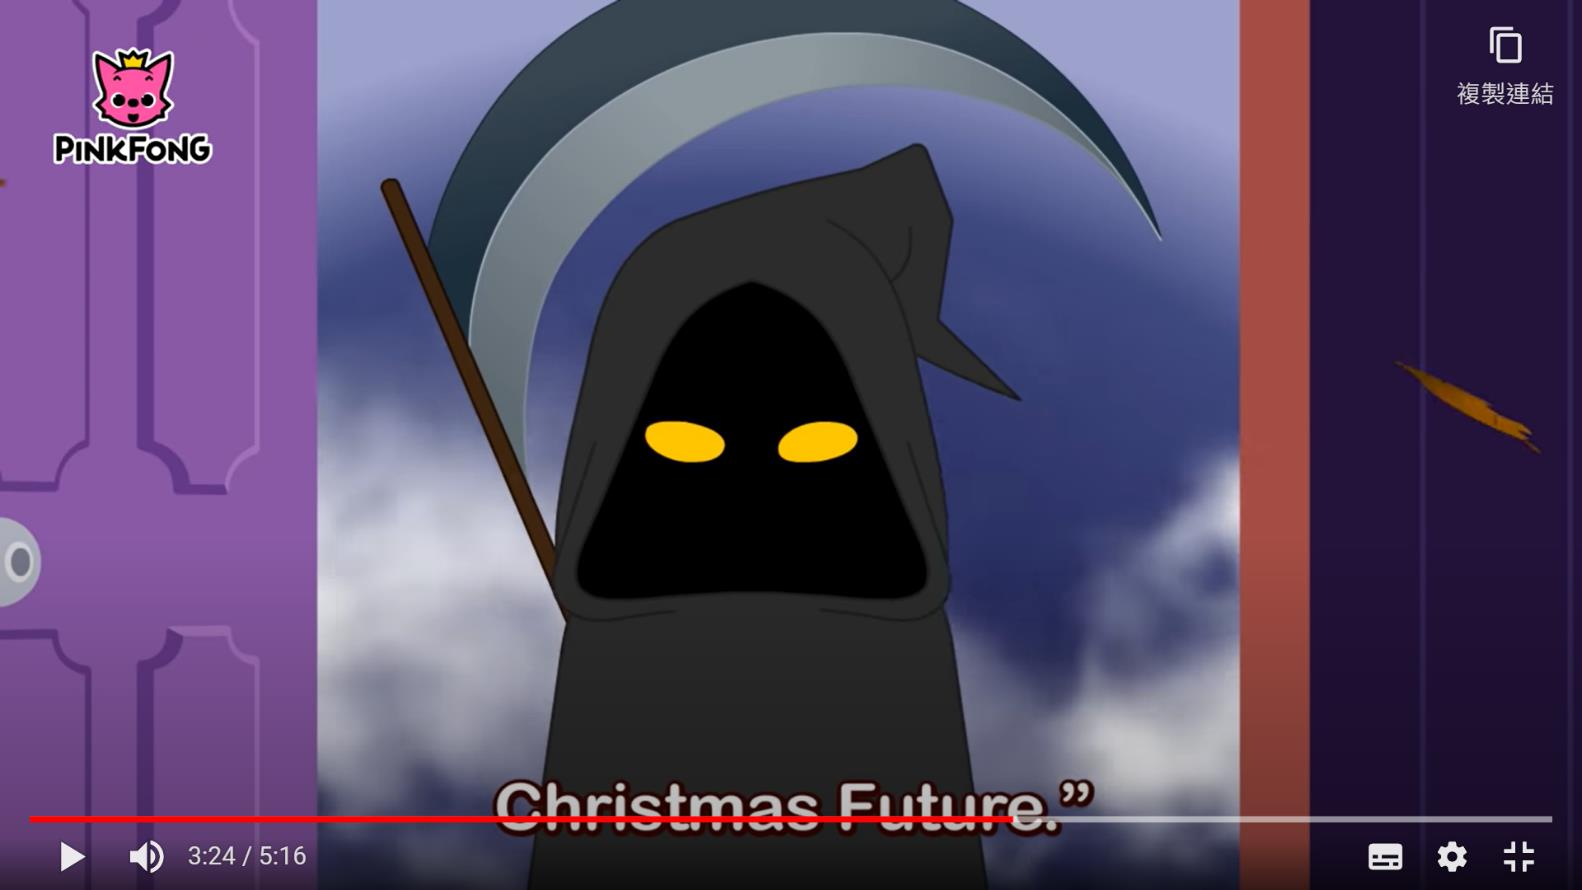 PINKFONG
複製連結
Christmas Future.”
3:24 / 5:16